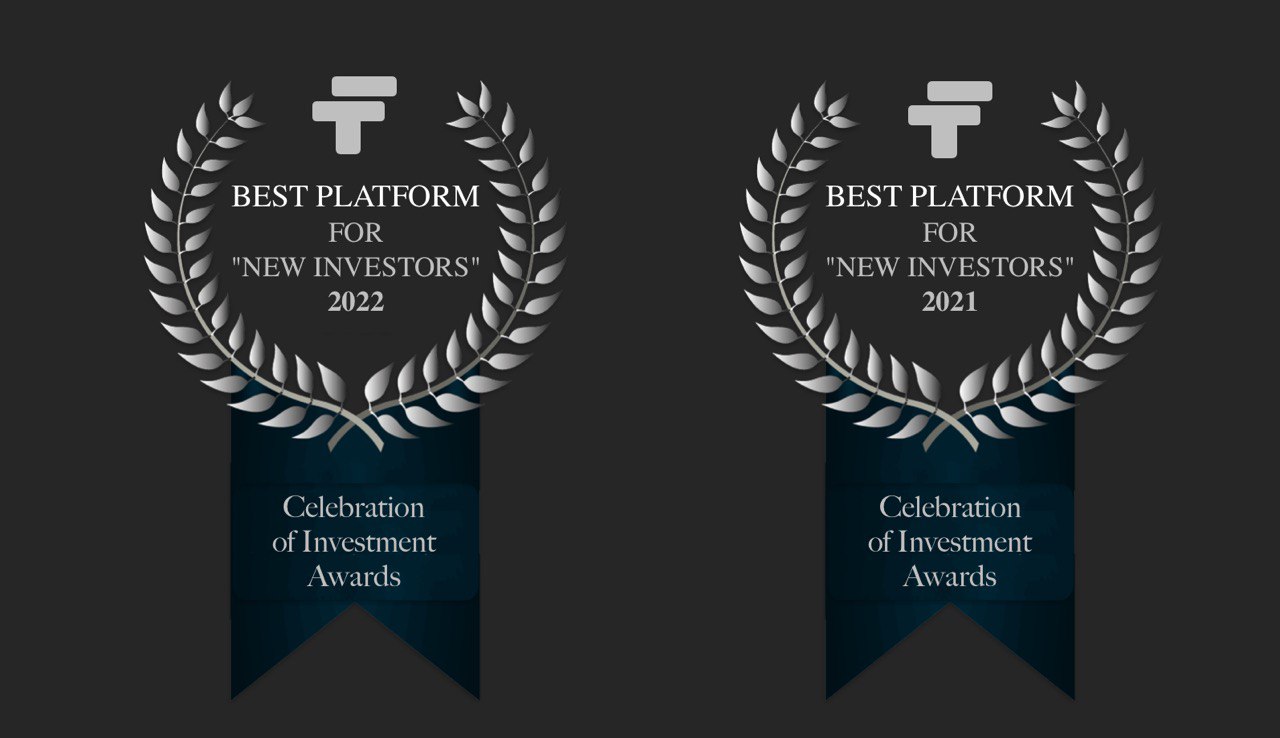 BEST PLATFORM
FOR
"NEW INVESTORS"
2022
Celebration
of Investment
Awards
BEST PLATFORM
FOR
"NEW INVESTORS"
2021
Celebration
of Investment
Awards